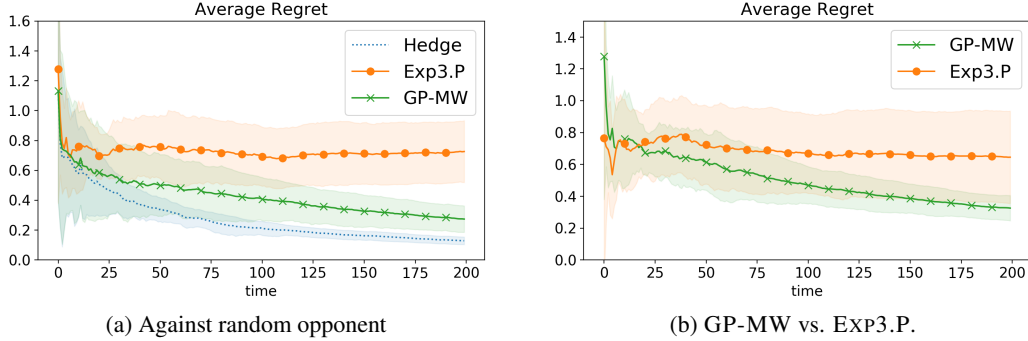 Average Regret
1.6
1.4
1.2
1.0
0.8
0.6
0.4
0.2
0.0
Hedge
Exp3.P
GP-MW
0 25 50 75 100 125 150 175 200
time
(a) Against random opponent
Average Regret
1.4
1.2
1.0
0.8
0.6
0.4
0.2
0.0
GP-MW
Exp3.P
0 25 50 75 100 125 150 175 200
time
(b) GP-MW vs. EXP3.P.